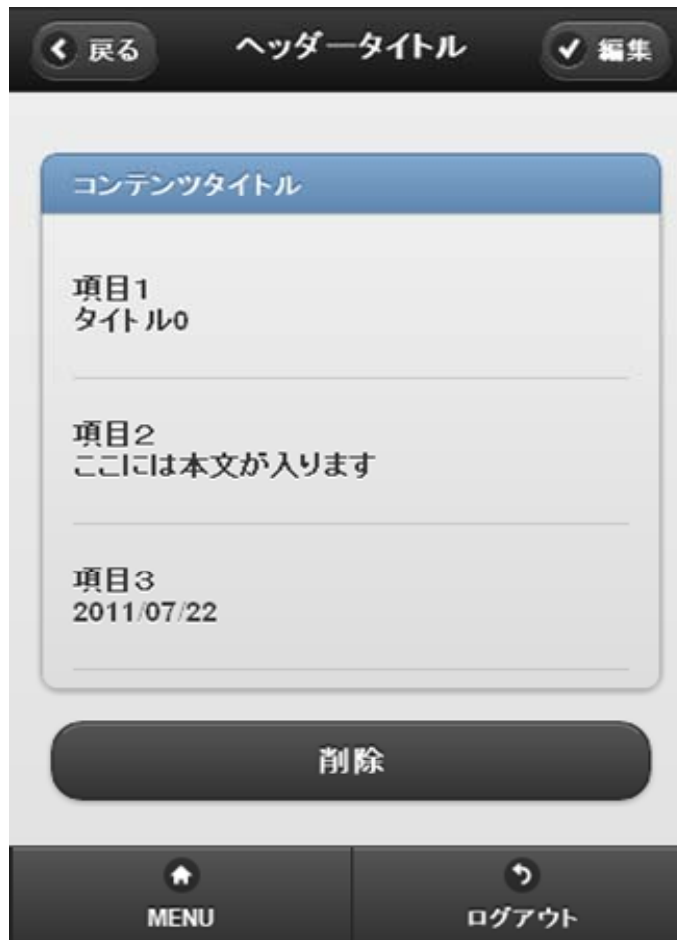 戻る
ヘッダータイトル
編集
コンテンツタイトル
項目1
タイトル0
項目2
ここには本文が入ります
項目3
2011/07/22
削除
MENU
ログアウト